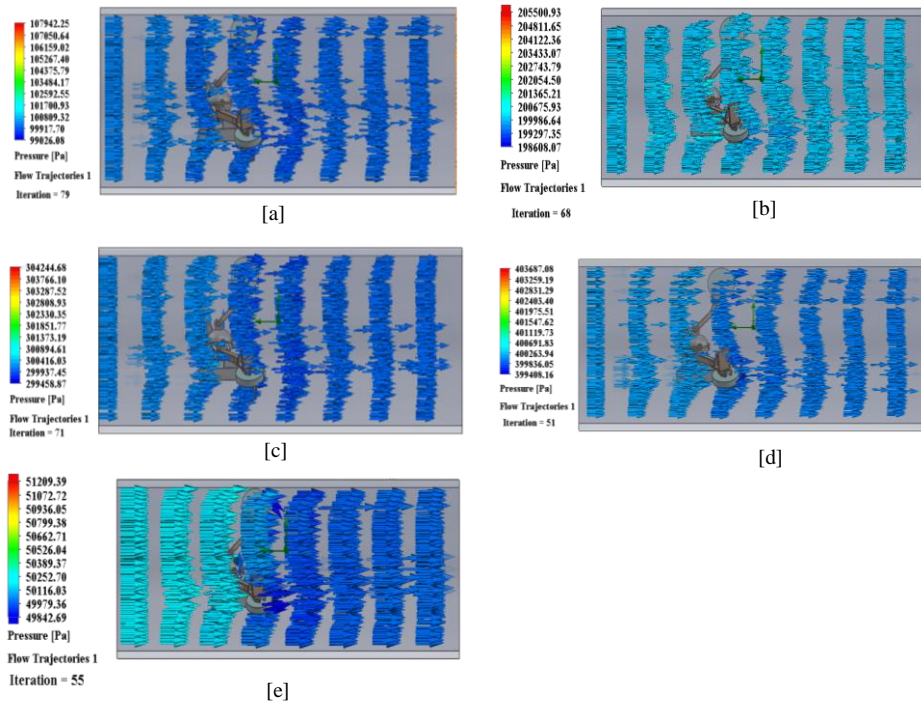 107942.25
107050.64
106159.02
105267.40
104375.79
103484.17
102592.55
101700.93
100809.32
99917.70
99026.08
Pressure [Pa]
Flow Trajectories 1
Iteration = 79
[a]
205500.93
204811.65
204122.36
203433.07
202743.79
202054.50
201365.21
200675.93
199986.64
199297.35
198608.07
Pressure [Pa]
Flow Trajectories 1
Iteration = 68
[b]
304244.68
303766.10
303287.52
302808.93
302330.35
301851.77
301373.19
300894.61
300416.03
299937.45
299458.87
Pressure [Pa]
Flow Trajectories 1
Iteration = 71
[c]
403687.08
403259.19
402831.29
402403.40
401975.51
401547.62
401119.73
400691.83
400263.94
399836.05
399408.16
Pressure [Pa]
Flow Trajectories 1
Iteration = 51
[d]
51209.39
51072.72
50936.05
50799.38
50662.71
50526.04
50389.37
50252.70
50116.03
49979.36
49842.69
Pressure [Pa]
Flow Trajectories 1
Iteration = 55
[e]